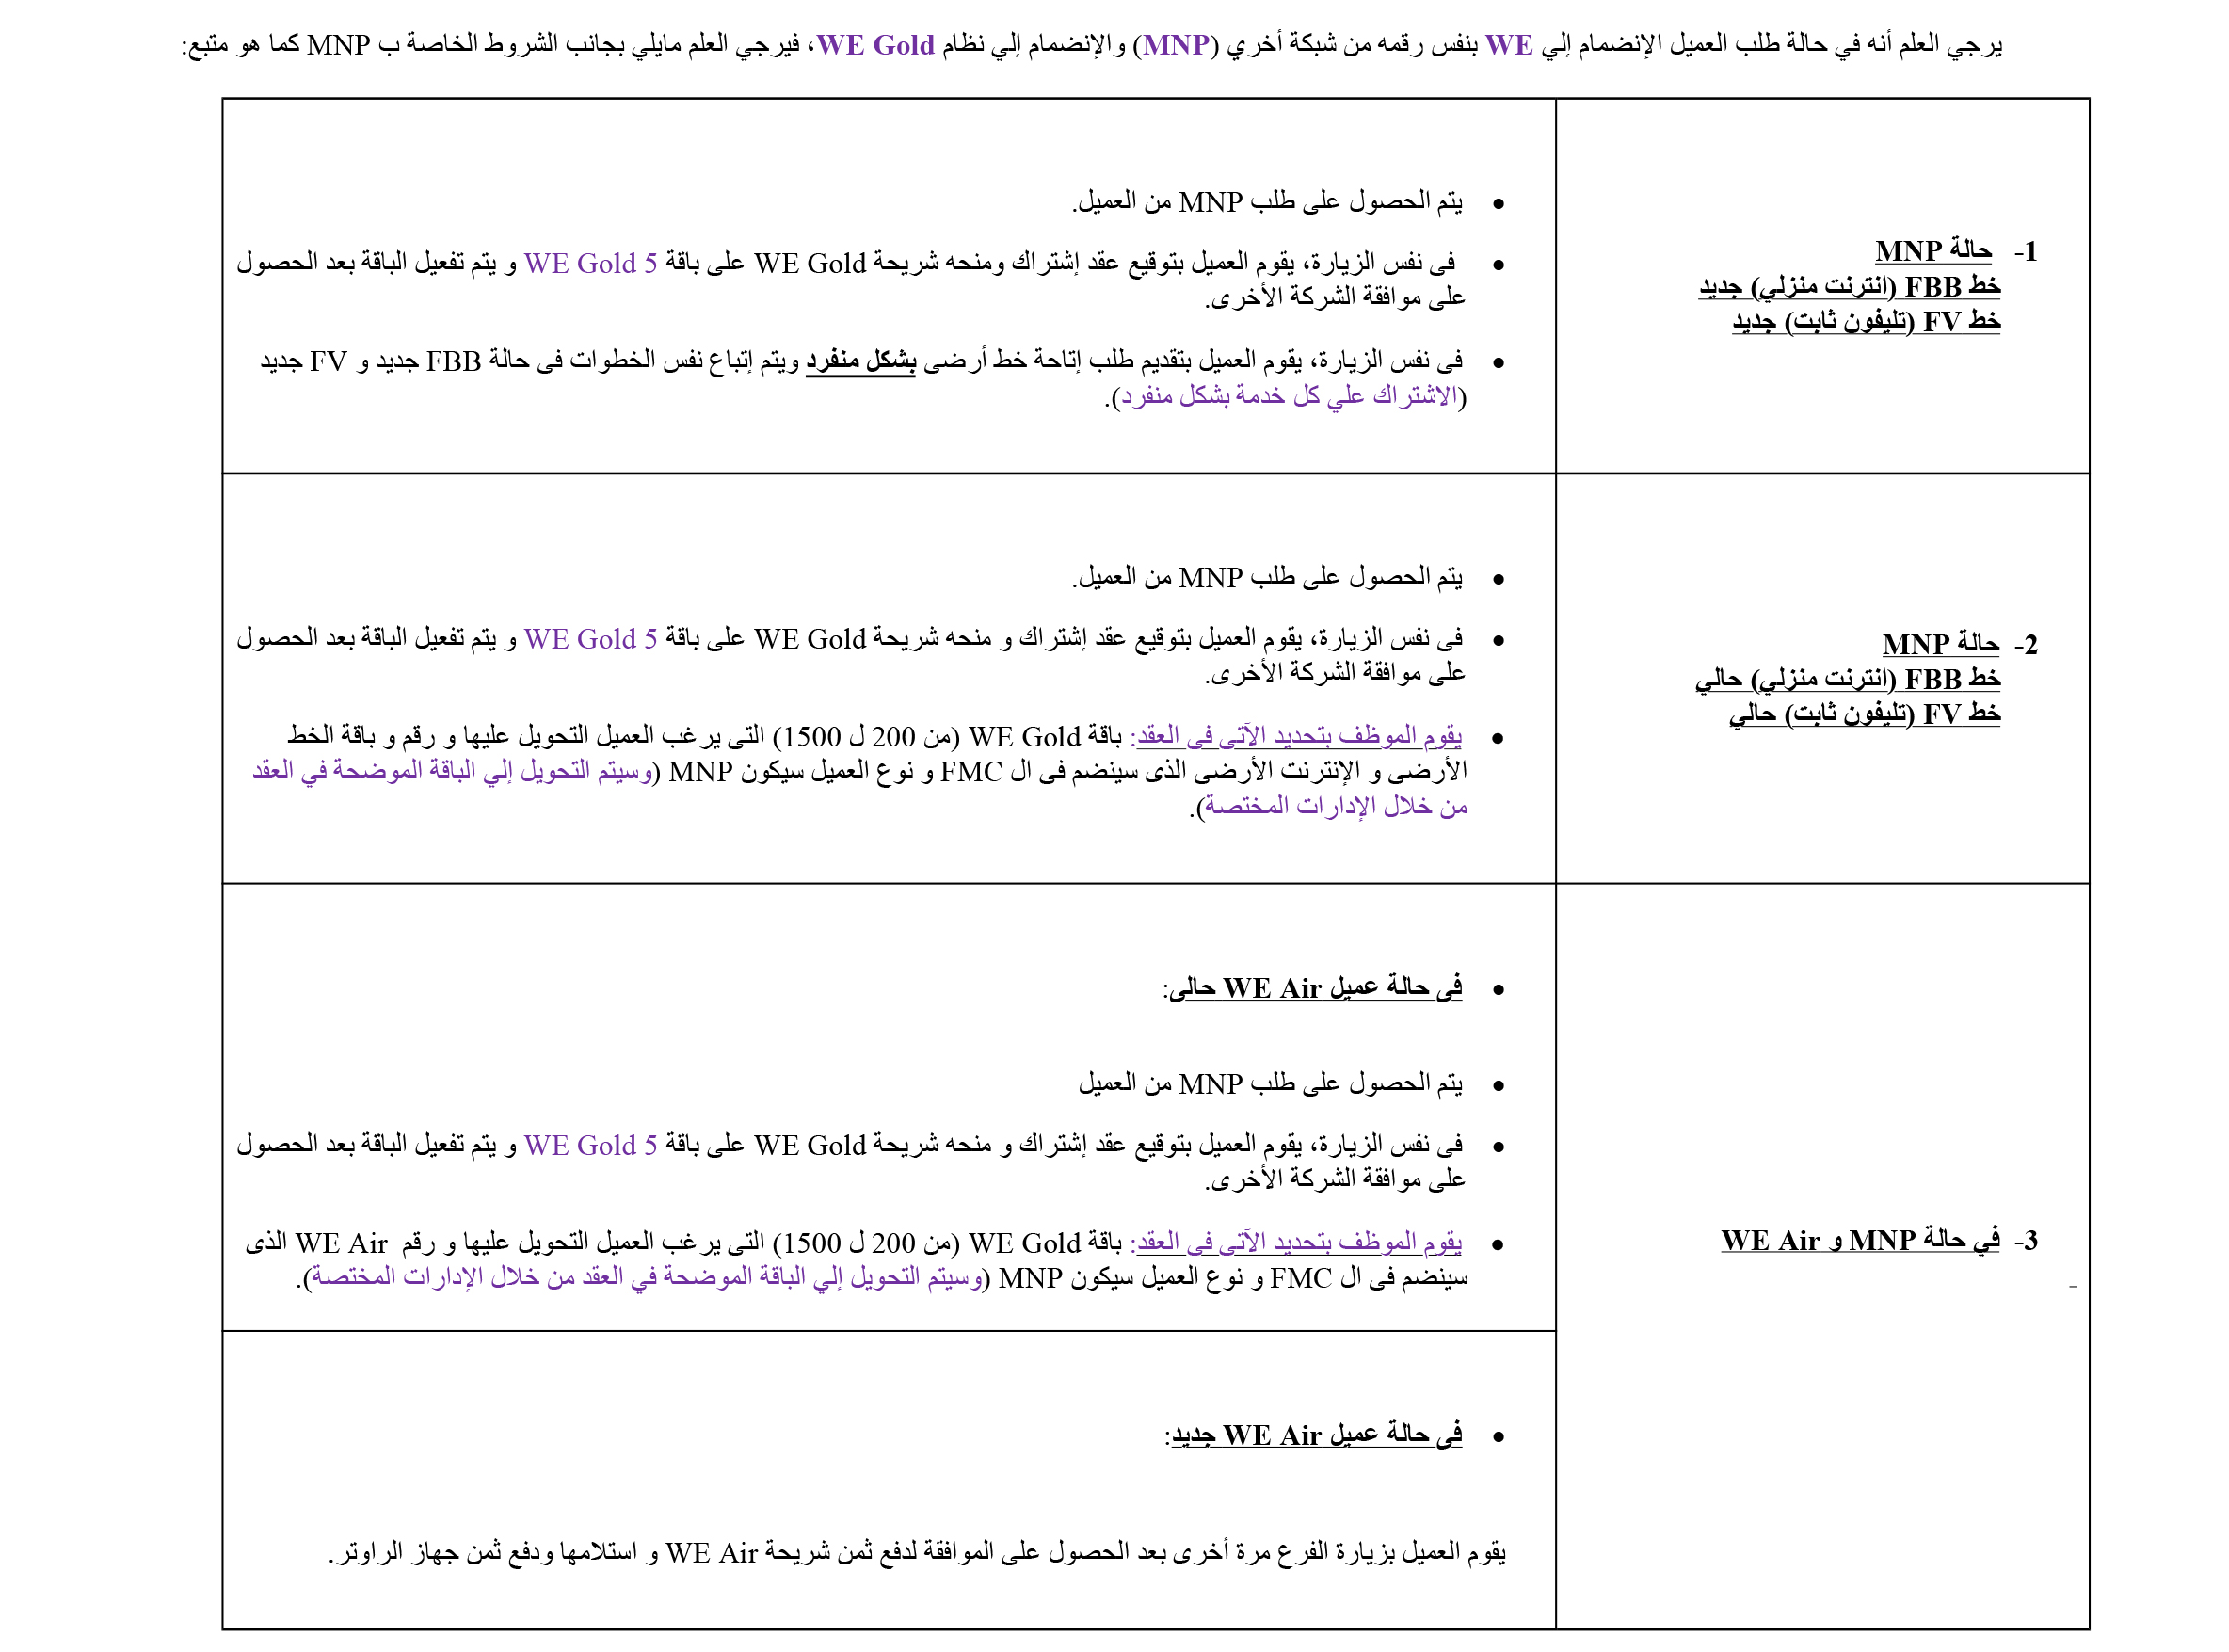 يرجي العلم أنه في حالة طلب العميل الإنضمام إلي WE بنفس رقمه من شبكة أخري (MNP) والإنضمام إلي نظام WE Gold، فيرجي العلم مايلي بجانب الشروط الخاصة ب MNP كما هو متبع:
1- حالة MNP
خط FBB (انترنت منزلي) جديد
خط FV (تليفون ثابت) جديد
• يتم الحصول على طلب MNP من العميل.
• فى نفس الزيارة، يقوم العميل بتوقيع عقد إشتراك ومنحه شريحة WE Gold على باقة WE Gold 5 و يتم تفعيل الباقة بعد الحصول
على موافقة الشركة الأخرى.
• فى نفس الزيارة، يقوم العميل بتقديم طلب إتاحة خط أرضى بشكل منفرد ويتم إتباع نفس الخطوات فى حالة FBB جديد و FV جديد
(الاشتراك علي كل خدمة بشكل منفرد).
2- حالة MNP
خط FBB (انترنت منزلي) حالي
خط FV (تليفون ثابت) حالي
• يتم الحصول على طلب MNP من العميل.
• فى نفس الزيارة، يقوم العميل بتوقيع عقد إشتراك و منحه شريحة WE Gold على باقة WE Gold 5 و يتم تفعيل الباقة بعد الحصول
على موافقة الشركة الأخرى.
• يقوم الموظف بتحديد الآتى فى العقد: باقة WE Gold (من 200 ل 1500) التى يرغب العميل التحويل عليها و رقم و باقة الخط
الأرضى و الإنترنت الأرضى الذى سينضم فى ال FMC و نوع العميل سيكون MNP (وسيتم التحويل إلي الباقة الموضحة في العقد
من خلال الإدارات المختصة).
3- في حالة MNP و WE Air
-
• فى حالة عميل WE Air حالى:
• يتم الحصول على طلب MNP من العميل
• فى نفس الزيارة، يقوم العميل بتوقيع عقد إشتراك و منحه شريحة WE Gold على باقة WE Gold 5 و يتم تفعيل الباقة بعد الحصول
على موافقة الشركة الأخرى.
• يقوم الموظف بتحديد الآتى فى العقد: باقة WE Gold (من 200 ل 1500) التى يرغب العميل التحويل عليها و رقم WE Air الذى
سينضم فى ال FMC و نوع العميل سيكون MNP (وسيتم التحويل إلي الباقة الموضحة في العقد من خلال الإدارات المختصة).
• فى حالة عميل WE Air جديد:
يقوم العميل بزيارة الفرع مرة أخرى بعد الحصول على الموافقة لدفع ثمن شريحة WE Air و استلامها ودفع ثمن جهاز الراوتر.